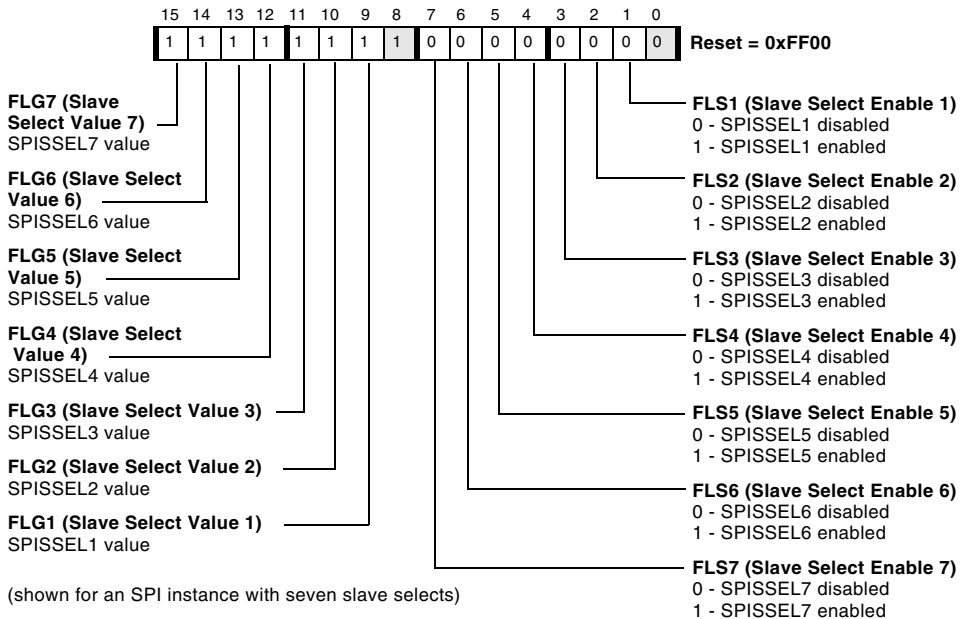 15 14 13 12 11 10 9 8 7 6 5 4 3 2 1 0
1 1 1 1 1 1 1 1 0 0 0 0 0 0 0 0 Reset = 0xFF00
FLG7 (Slave
Select Value 7)
SPISSEL7 value
FLG6 (Slave Select
Value 6)
SPISSEL6 value
FLG5 (Slave Select
Value 5)
SPISSEL5 value
FLG4 (Slave Select
Value 4)
SPISSEL4 value
FLG3 (Slave Select Value 3)
SPISSEL3 value
FLG2 (Slave Select Value 2)
SPISSEL2 value
FLG1 (Slave Select Value 1)
SPISSEL1 value
(shown for an SPI instance with seven slave selects)
FLS1 (Slave Select Enable 1)
0 - SPISSEL1 disabled
1 - SPISSEL1 enabled
FLS2 (Slave Select Enable 2)
0 - SPISSEL2 disabled
1 - SPISSEL2 enabled
FLS3 (Slave Select Enable 3)
0 - SPISSEL3 disabled
1 - SPISSEL3 enabled
FLS4 (Slave Select Enable 4)
0 - SPISSEL4 disabled
1 - SPISSEL4 enabled
FLS5 (Slave Select Enable 5)
0 - SPISSEL5 disabled
1 - SPISSEL5 enabled
FLS6 (Slave Select Enable 6)
0 - SPISSEL6 disabled
1 - SPISSEL6 enabled
FLS7 (Slave Select Enable 7)
0 - SPISSEL7 disabled
1 - SPISSEL7 enabled